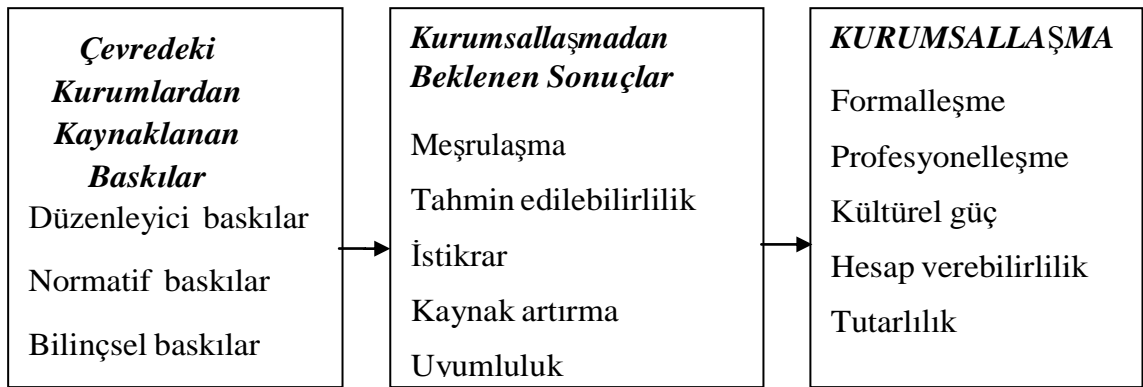 Çevredeki
Kurumlardan
Kaynaklanan
Baskılar
Düzenleyici baskılar
Normatif baskılar
Bilinçsel baskılar
Kurumsallaşmadan
Beklenen Sonuçlar
Meşrulaşma
Tahmin edilebilirlilik
İstikrar
Kaynak artırma
Uyumluluk
KURUMSALLAŞMA
Formalleşme
Profesyonelleşme
Kültürel güç
Hesap verebilirlilik
Tutarlılık